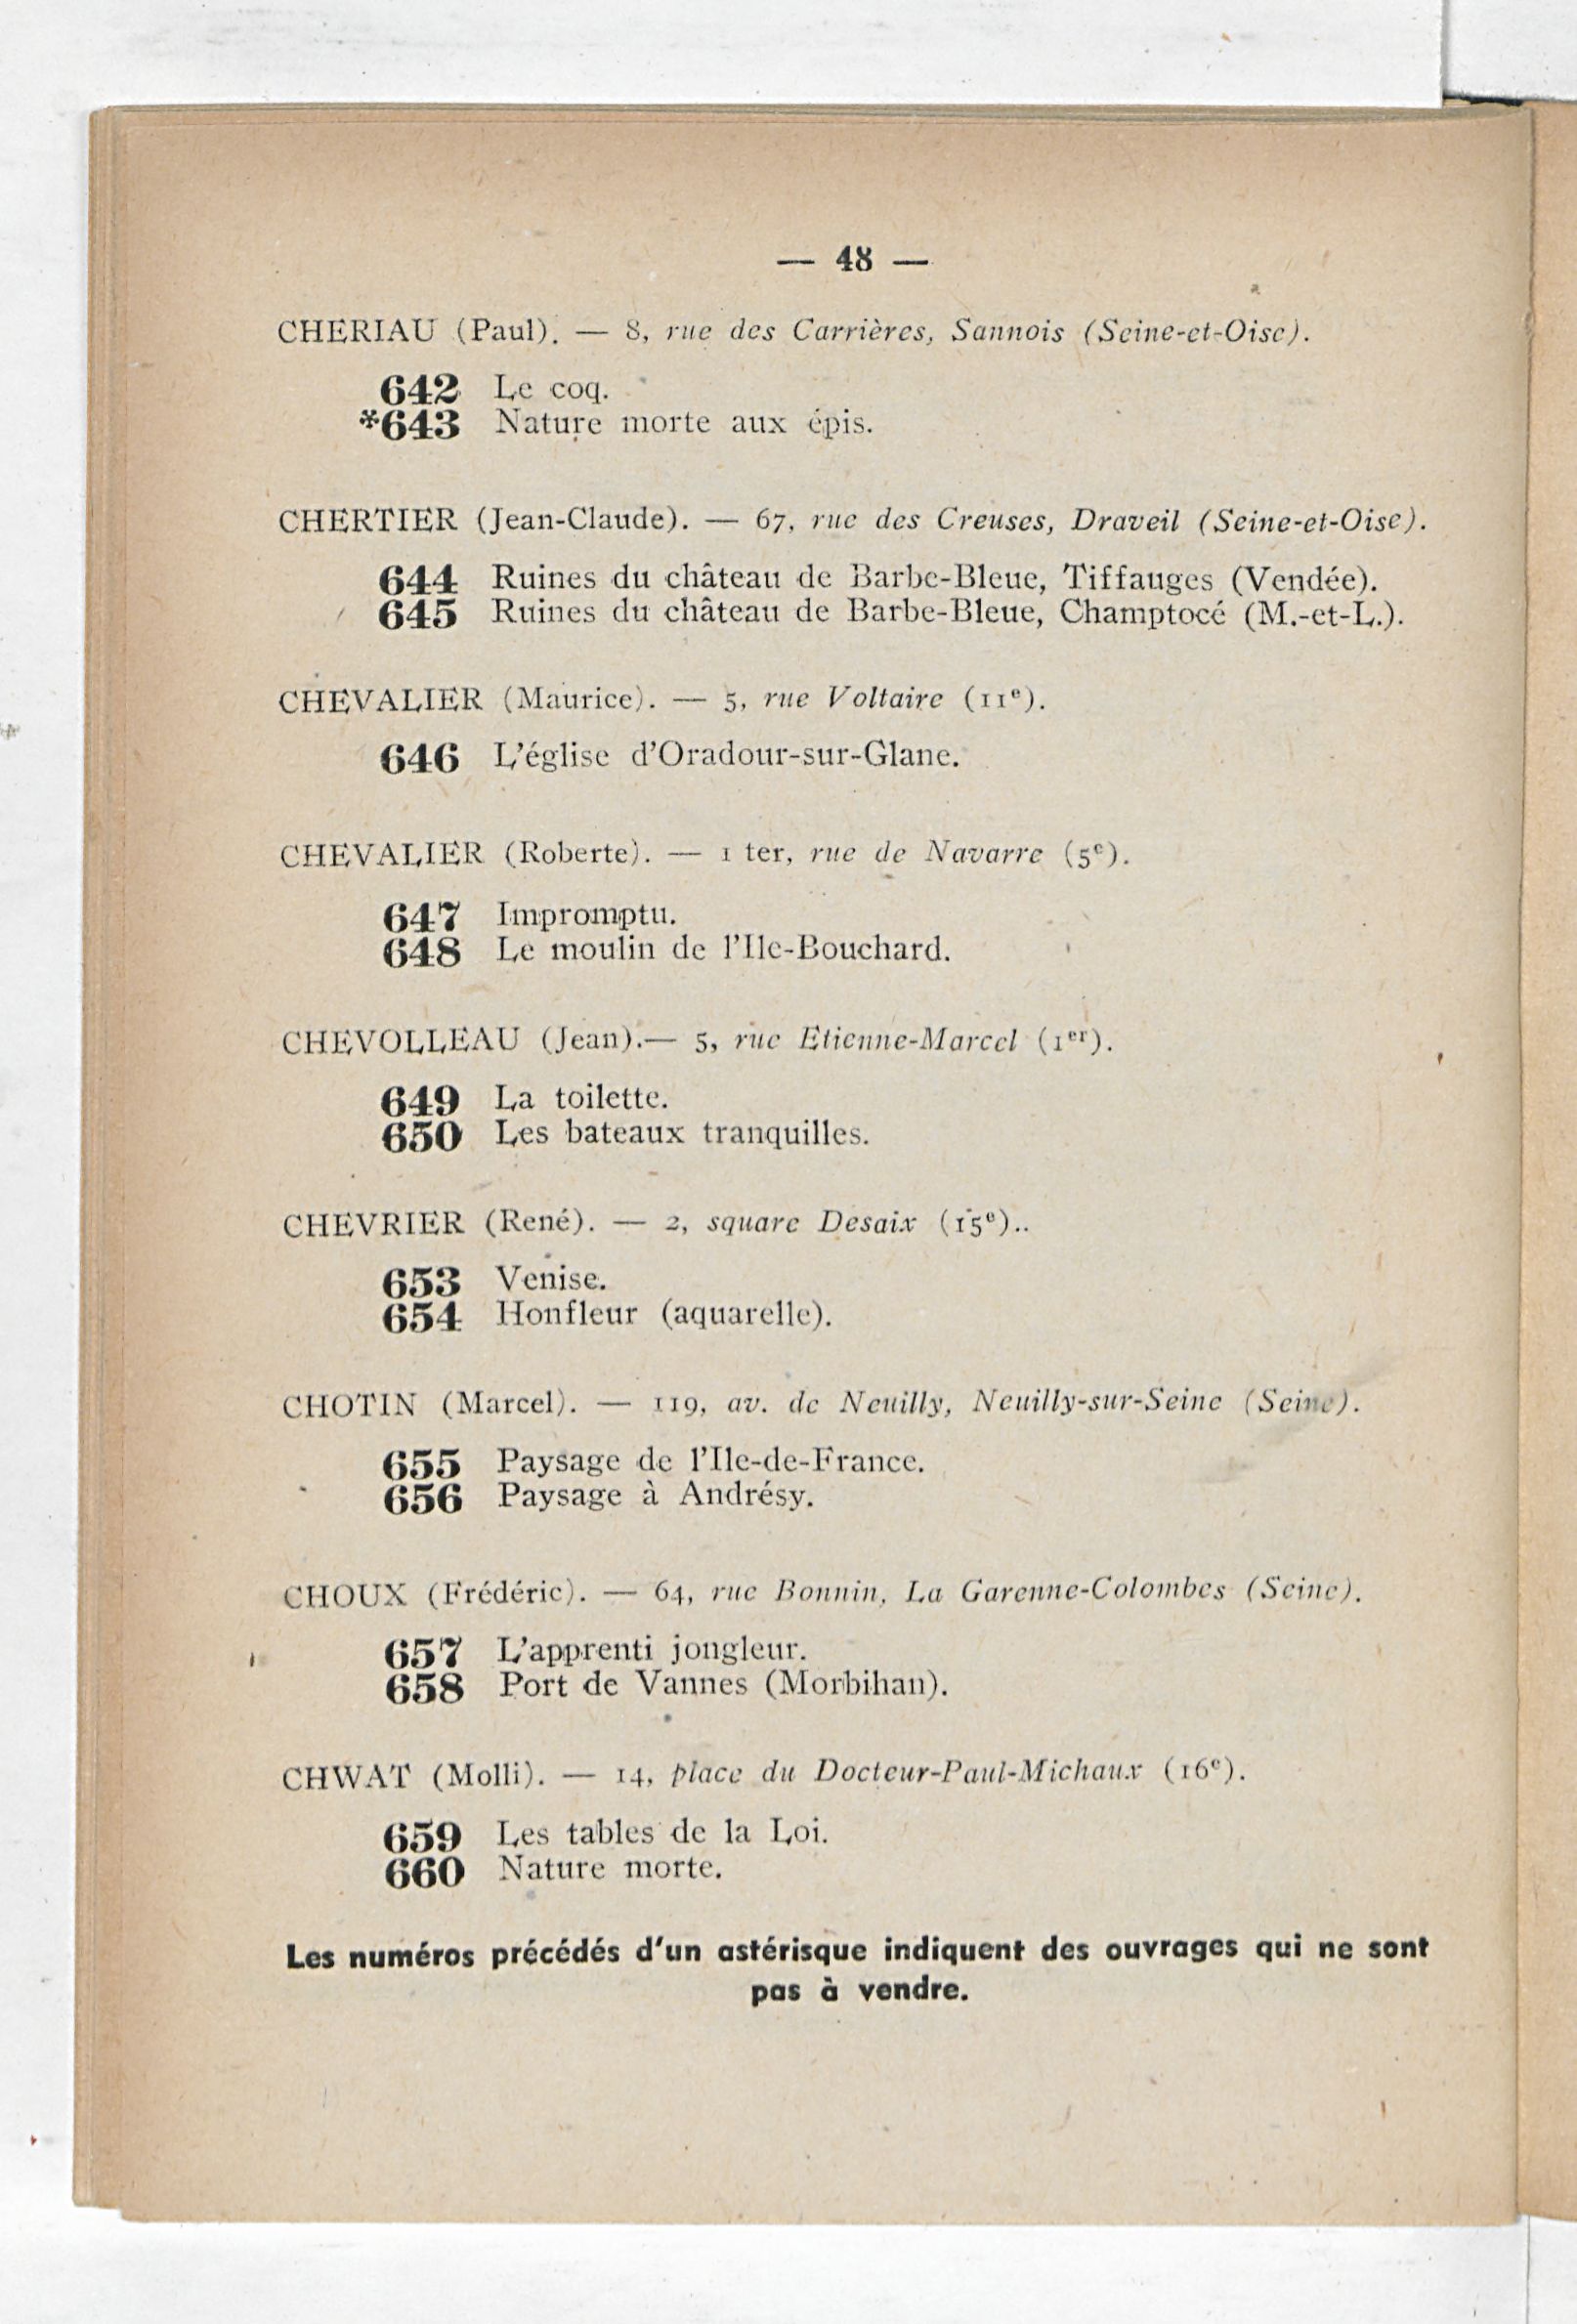 — 48 —
CHERIAU (Paul). — 8, rue des Carrières, Sannois (Seine-et-Oise).
642 Le coq.
*643 Nature morte aux épis.
CHERTIER (Jean-Claude). — 67, rue des Creuses, Draveil (Seine-et-Oise).
644 Ruines du château de Barbe-Bleue, Tiffauges (Vendée).
645 Ruines du château de Barbe-Bleue, Champtocé (M.-et-L.).
CHEVALIER (Maurice). — 5, rue Voltaire (11e).
646 L'église d'Oradour-sur-Glane.
CHEVALIER (Roberte). — 1 ter, rue de Navarre (5e).
647 Impromptu.
648 Le moulin de l'Ile-Bouchard.
CHEVOLLEAU (Jean).— 5, rue Etienne-Marcel (1er).
649 La toilette.
650 Les bateaux tranquilles.
CHEVRIER (René). — 2, square Desaix (15e)..
653 Venise.
654 Honfleur (aquarelle).
CHOTIN (Marcel). — 119, av. de Neuilly, Neuilly-sur-Seine (Seine).
655 Paysage de l'Ile-de-France.
656 Paysage à Andrésy.
CHOUX (Frédéric). — 64, rue Bonnin, La Garenne-Colombes (Seine).
657 L'apprenti jongleur.
658 Port de Vannes (Morbihan).
CHWAT (Molli). — 14, place du Docteur-Paul-Michaux (16e).
659 Les tables de la Loi.
660 Nature morte.
Les numéros précédés d'un astérisque indiquent des ouvrages qui ne sont
pas à vendre.